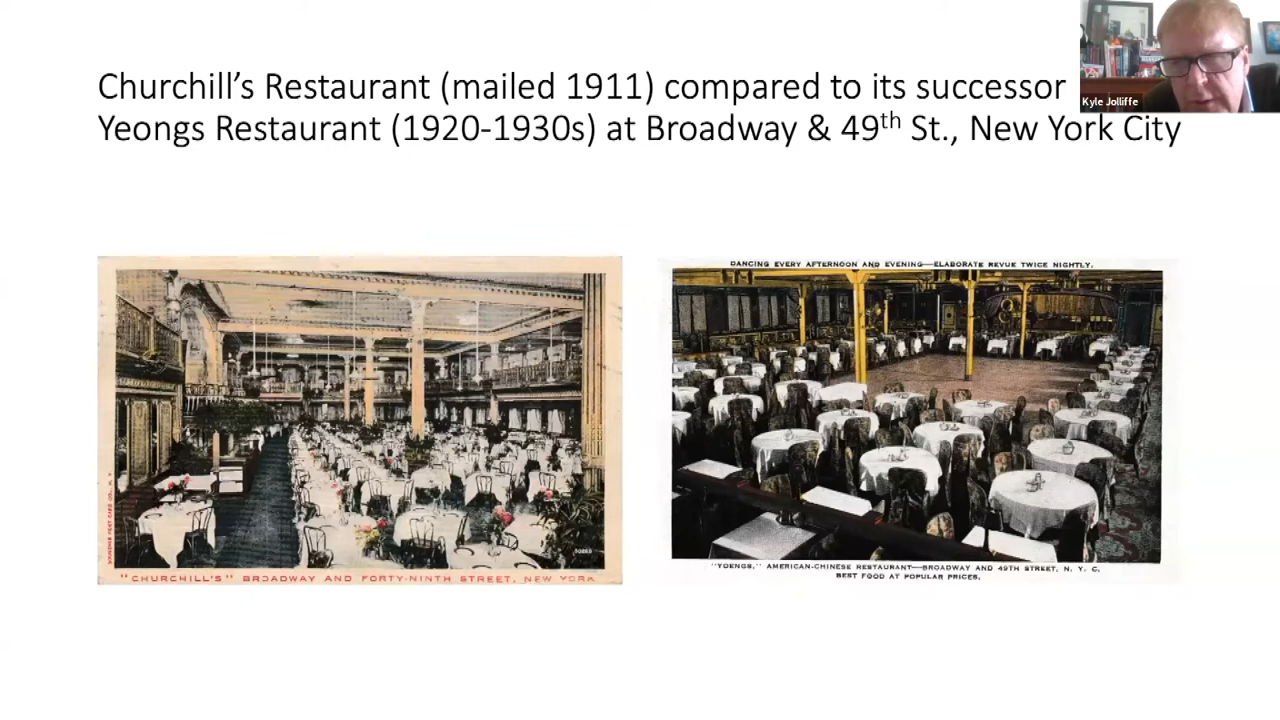 Churchill’s Restaurant (mailed 1911) compared to its successor
Yeongs Restaurant (1920-1930s) at Broadway & 49th St., New York City
Kyle Jolliffe
DANCING EVERY AFTERNOON AND EVENING—ELABORATE REVUE TWICE NIGHTLY.
"CHURCHILL'S" BROADWAY AND FORTY-NINTH STREET, NEW YORK
"YOENGS," AMERICAN-CHINESE RESTAURANT—BROADWAY AND 49TH STREET, N. Y. C.
BEST FOOD AT POPULAR PRICES.